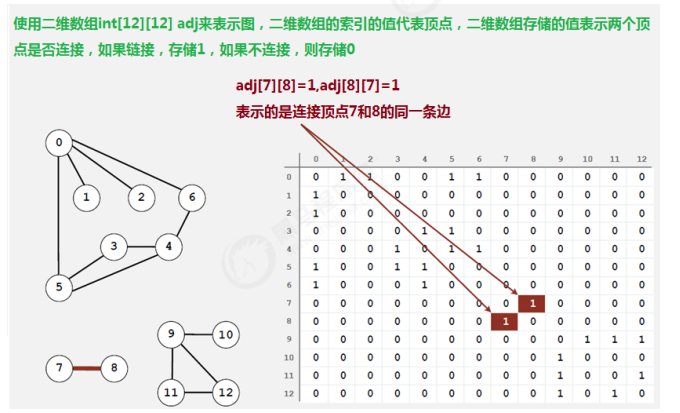 使用二维数组int[12][12] adj来表示图，二维数组的索引的值代表顶点，二维数组存储的值表示两个顶
点是否连接，如果链接，存储1，如果不连接，则存储0
adj[7][8]=1,adj[8][7]=1
表示的是连接顶点7和8的同一条边
0
1 2 6
3 4
5
9 10
7 8
11 12
0 1 2 3 4 5 6 7 8 9 10 11 12
0 0 1 1 0 0 1 1 0 0 0 0 0 0
1 1 0 0 0 0 0 0 0 0 0 0 0 0
2 1 0 0 0 0 0 0 0 0 0 0 0 0
3 0 0 0 0 1 1 0 0 0 0 0 0 0
4 0 0 0 1 0 1 1 0 0 0 0 0 0
5 1 0 0 1 1 0 0 0 0 0 0 0 0
6 1 0 0 0 1 0 0 0 0 0 0 0 0
7 0 0 0 0 0 0 0 0 1 0 0 0 0
8 0 0 0 0 0 0 0 1 0 0 0 0 0
9 0 0 0 0 0 0 0 0 0 0 1 1 1
10 0 0 0 0 0 0 0 0 0 1 0 0 0
11 0 0 0 0 0 0 0 0 0 1 0 0 1
12 0 0 0 0 0 0 0 0 0 1 0 1 0